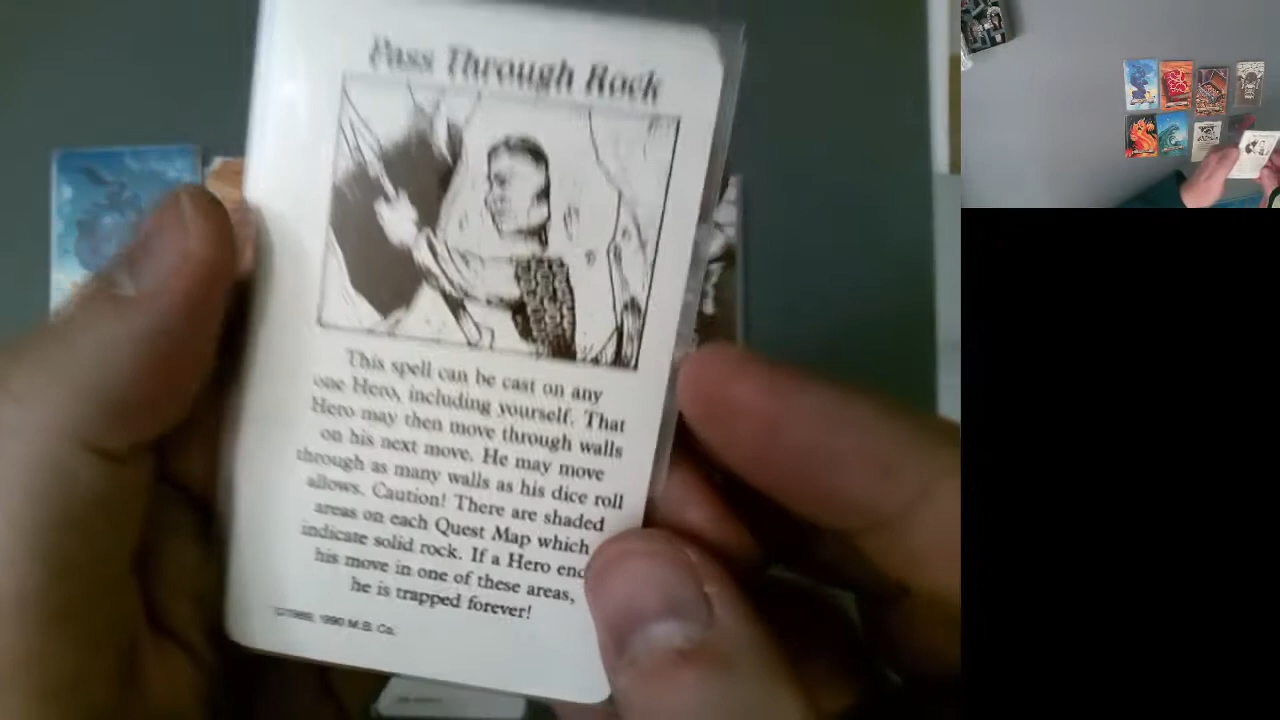 Pass Through Rock
This spell can be cast on any
one Hero, including yourself. That
Hero may then move through walls
on his next move. He may move
through as many walls as his dice roll
allows. Caution! There are shaded
areas on each Quest Map which
indicate solid rock. If a Hero end
his move in one of these areas,
he is trapped forever!
©1989, 1990 M.B. Co.